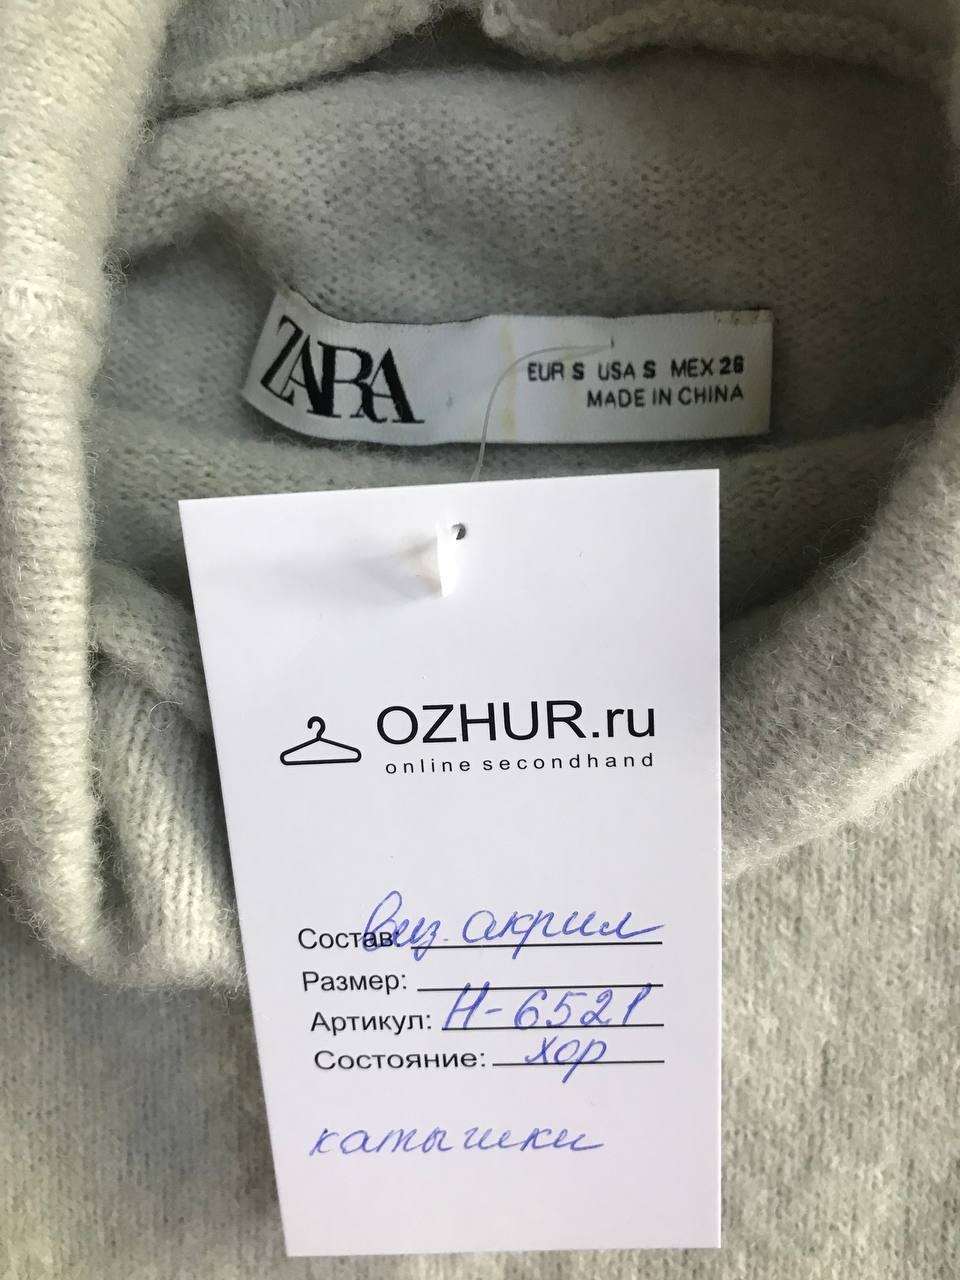 ZARA
EUR S USA S MEX 26
MADE IN CHINA
OZHUR.ru
online secondhand
Состав: виз. акрил
Размер:
Артикул: Н-6521
Состояние: хор
катышки